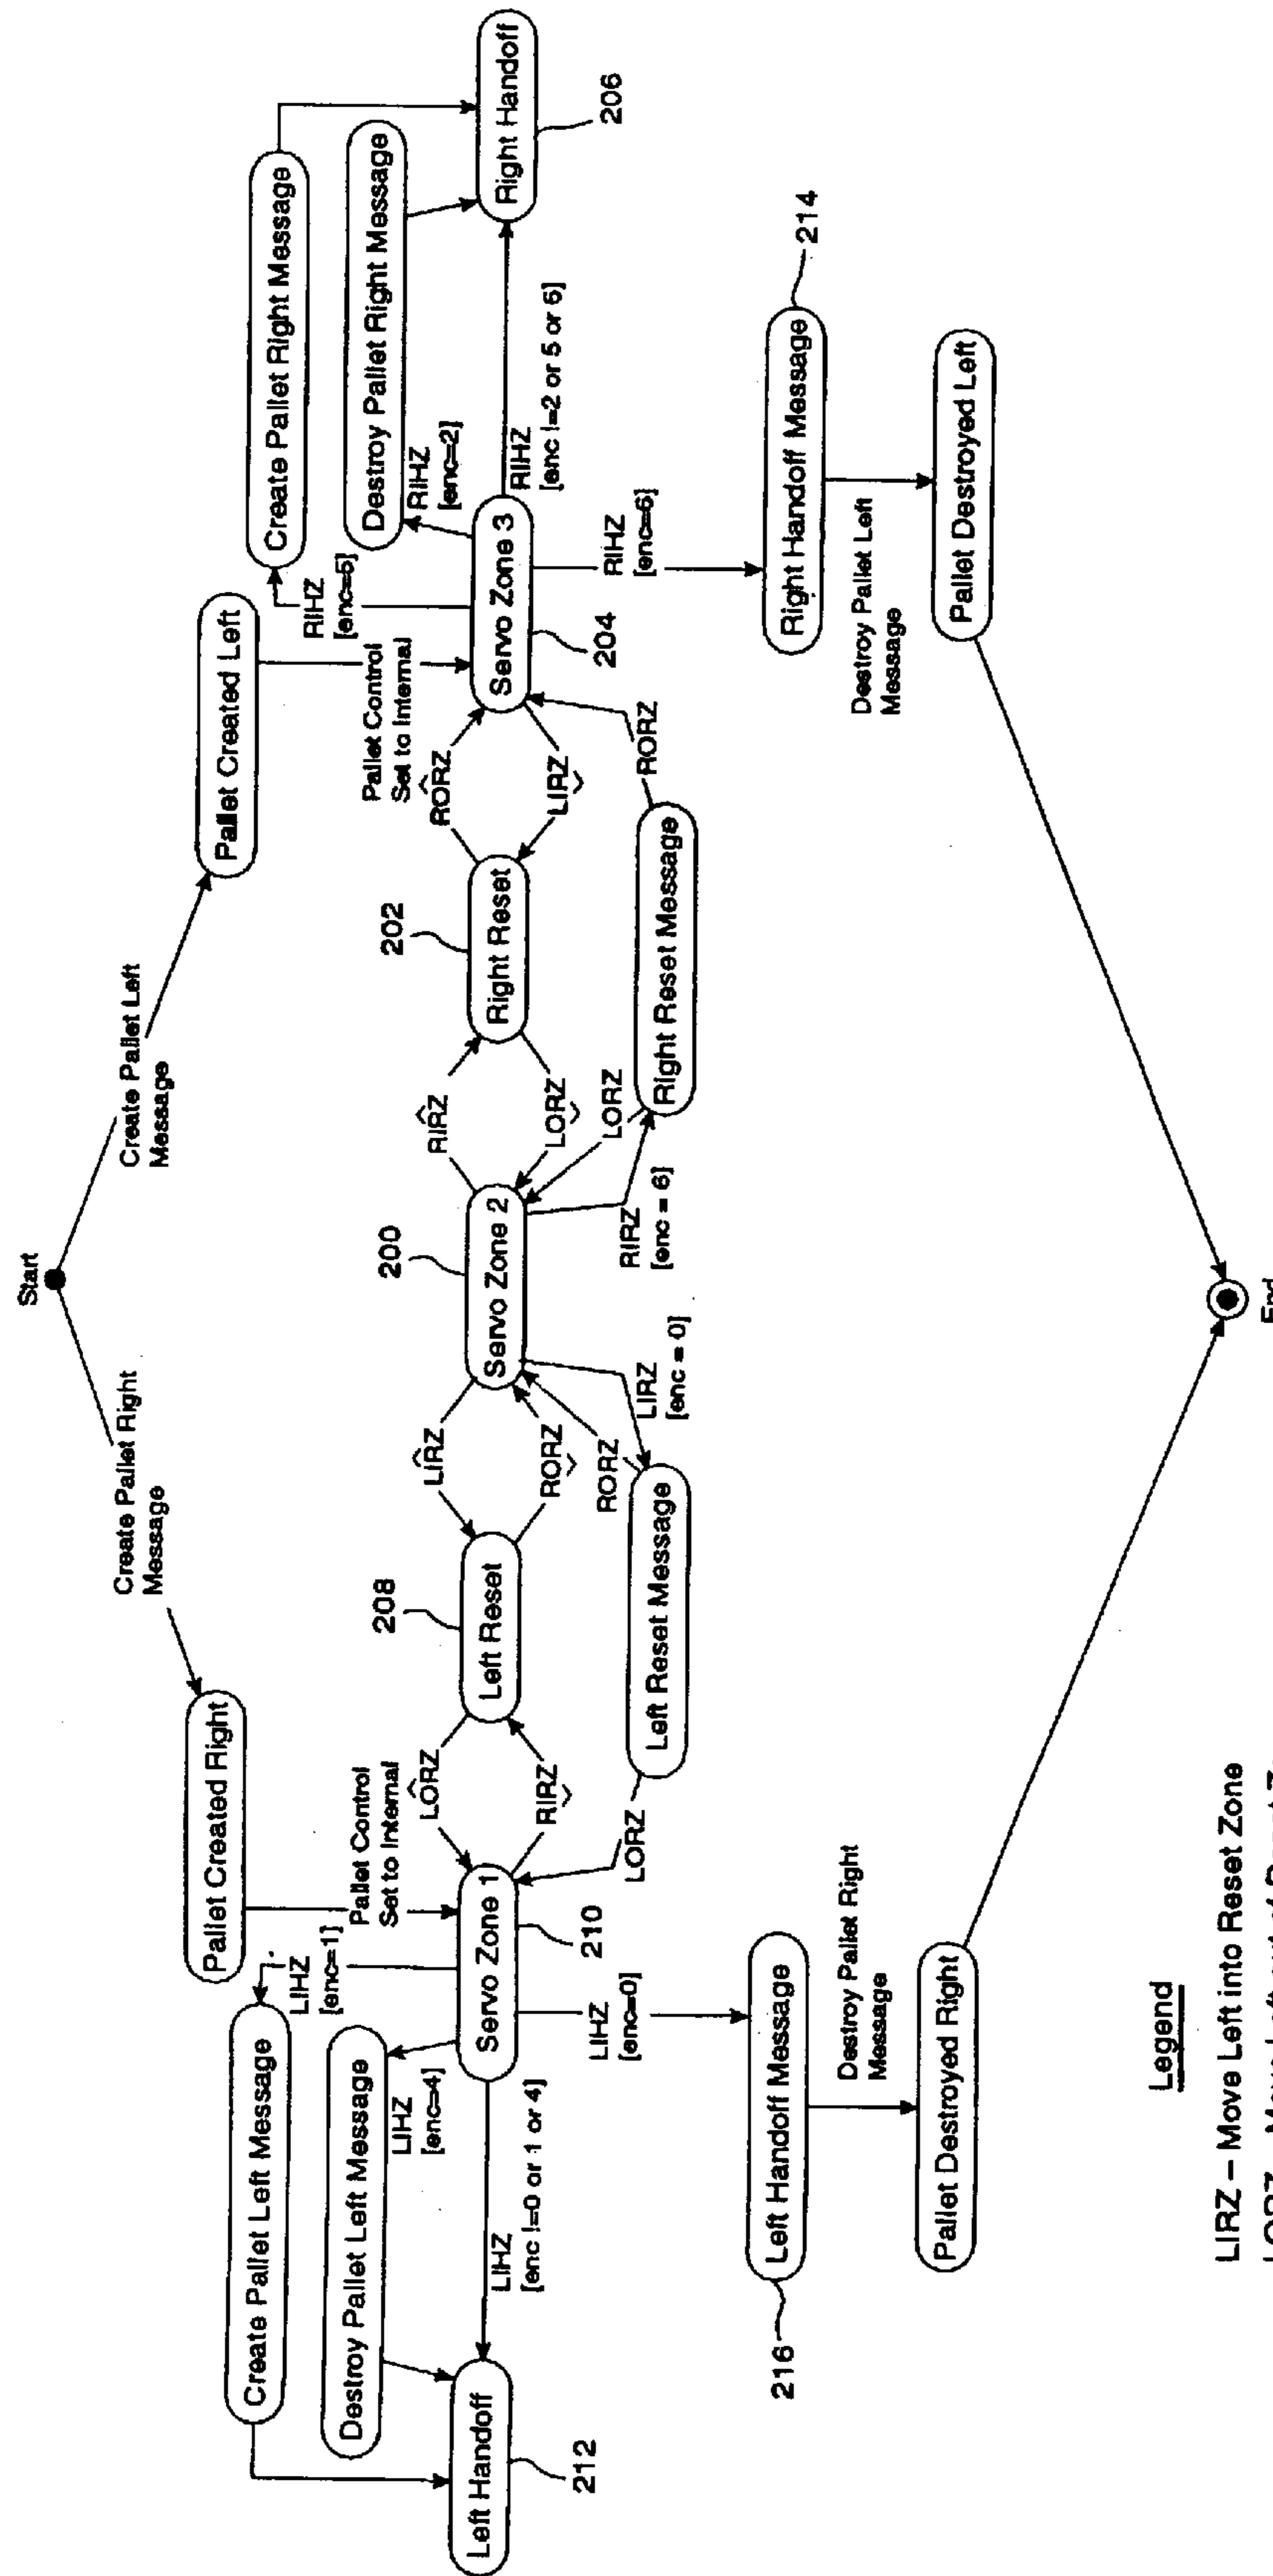 Start
Create Pallet Right
Message
Create Pallet Left
Message
Pallet Created Right
Pallet Created Left
Create Pallet Left Message
LIHZ
[enc=1]
Pallet Control
Set to Internal
Pallet Control
Set to Internal
RIHZ
[enc=5]
Create Pallet Right Message
Destroy Pallet Left Message
LIHZ
[enc=4]
RIHZ
[enc=2]
Destroy Pallet Right Message
208
200
202
LORZ
LIRZ
RIRZ
RORZ
Left Handoff
LIHZ
[enc !=0 or 1 or 4]
Servo Zone 1
Left Reset
Servo Zone 2
Right Reset
Servo Zone 3
RIHZ
[enc !=2 or 5 or 6]
Right Handoff
212
210
RIRZ
RORZ
LORZ
LIRZ
204
206
LIHZ
[enc=0]
LORZ
RORZ
LIRZ
[enc = 0]
RIRZ
[enc = 6]
LORZ
RORZ
RIHZ
[enc=6]
Left Reset Message
Right Reset Message
216
Left Handoff Message
Right Handoff Message
214
Destroy Pallet Right
Message
Destroy Pallet Left
Message
Pallet Destroyed Right
Pallet Destroyed Left
End
Legend
LIRZ – Move Left into Reset Zone